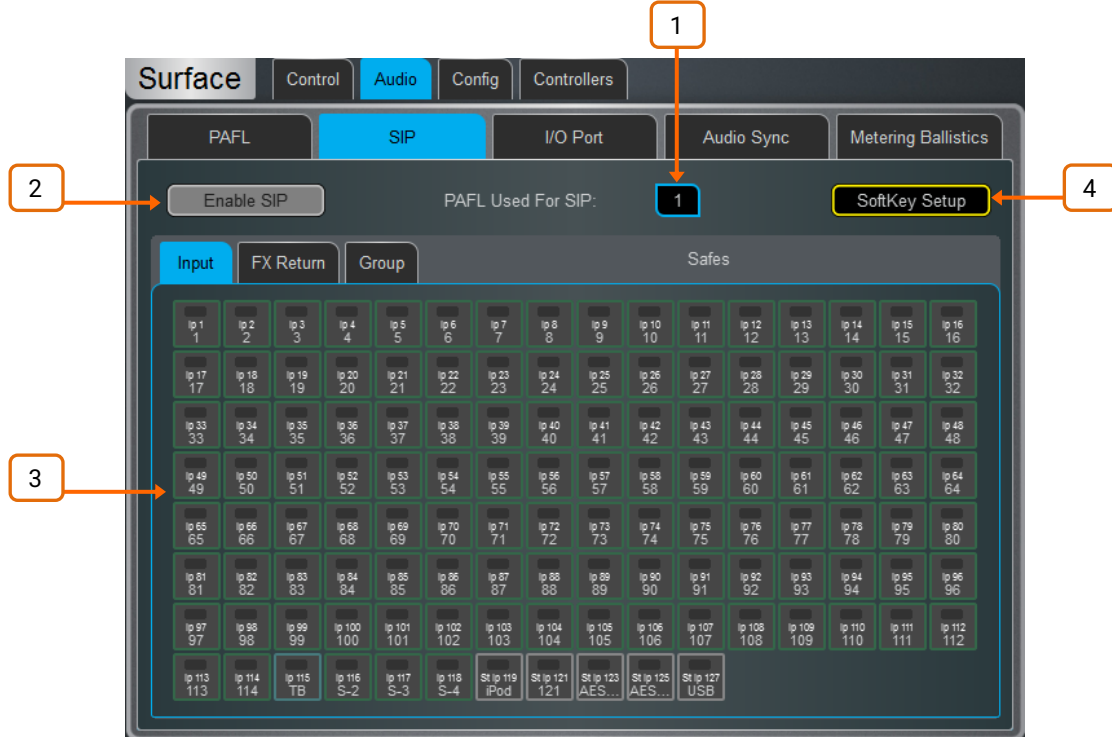 1
Surface Control Audio Config Controllers
PAFL SIP I/O Port Audio Sync Metering Ballistics
2 Enable SIP PAFL Used For SIP: 1 SoftKey Setup 4
Input FX Return Group Safes
Ip 1 Ip 2 Ip 3 Ip 4 Ip 5 Ip 6 Ip 7 Ip 8 Ip 9 Ip 10 Ip 11 Ip 12 Ip 13 Ip 14 Ip 15 Ip 16
1 2 3 4 5 6 7 8 9 10 11 12 13 14 15 16
Ip 17 Ip 18 Ip 19 Ip 20 Ip 21 Ip 22 Ip 23 Ip 24 Ip 25 Ip 26 Ip 27 Ip 28 Ip 29 Ip 30 Ip 31 Ip 32
17 18 19 20 21 22 23 24 25 26 27 28 29 30 31 32
Ip 33 Ip 34 Ip 35 Ip 36 Ip 37 Ip 38 Ip 39 Ip 40 Ip 41 Ip 42 Ip 43 Ip 44 Ip 45 Ip 46 Ip 47 Ip 48
33 34 35 36 37 38 39 40 41 42 43 44 45 46 47 48
3
Ip 49 Ip 50 Ip 51 Ip 52 Ip 53 Ip 54 Ip 55 Ip 56 Ip 57 Ip 58 Ip 59 Ip 60 Ip 61 Ip 62 Ip 63 Ip 64
49 50 51 52 53 54 55 56 57 58 59 60 61 62 63 64
Ip 65 Ip 66 Ip 67 Ip 68 Ip 69 Ip 70 Ip 71 Ip 72 Ip 73 Ip 74 Ip 75 Ip 76 Ip 77 Ip 78 Ip 79 Ip 80
65 66 67 68 69 70 71 72 73 74 75 76 77 78 79 80
Ip 81 Ip 82 Ip 83 Ip 84 Ip 85 Ip 86 Ip 87 Ip 88 Ip 89 Ip 90 Ip 91 Ip 92 Ip 93 Ip 94 Ip 95 Ip 96
81 82 83 84 85 86 87 88 89 90 91 92 93 94 95 96
Ip 97 Ip 98 Ip 99 Ip 100 Ip 101 Ip 102 Ip 103 Ip 104 Ip 105 Ip 106 Ip 107 Ip 108 Ip 109 Ip 110 Ip 111 Ip 112
97 98 99 100 101 102 103 104 105 106 107 108 109 110 111 112
Ip 113 Ip 114 Ip 115 Ip 116 Ip 117 Ip 118 St Ip 119 St Ip 121 St Ip 123 St Ip 125 St Ip 127
113 114 TB S-2 S-3 S-4 iPod 121 AES... AES... USB